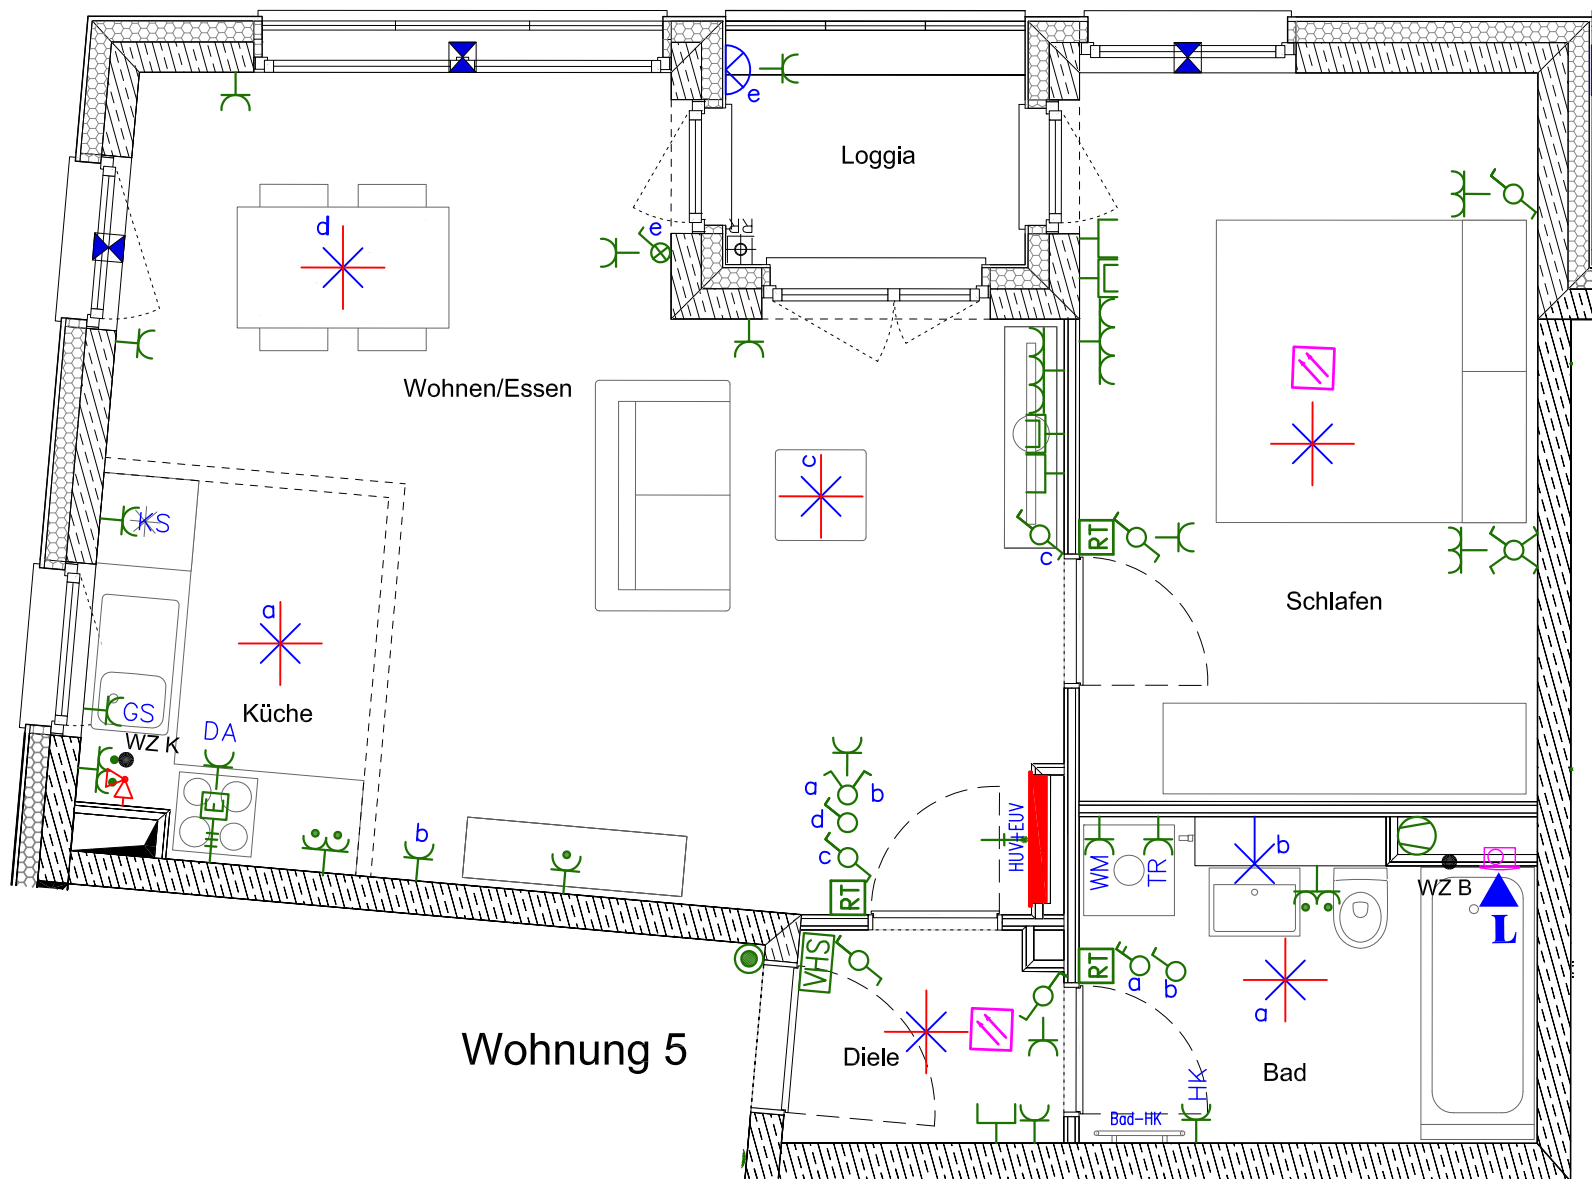 e
Loggia
RR
d
e
Wohnen/Essen
c
KS
c
RT
a
Schlafen
GS
Küche
DA
WZ K
E
a
b
d
c
b
RT
HUV+EUV
WM
TR
b
WZ B
L
VHS
RT
a
b
a
Wohnung 5
Diele
Bad
HK
Bad-HK